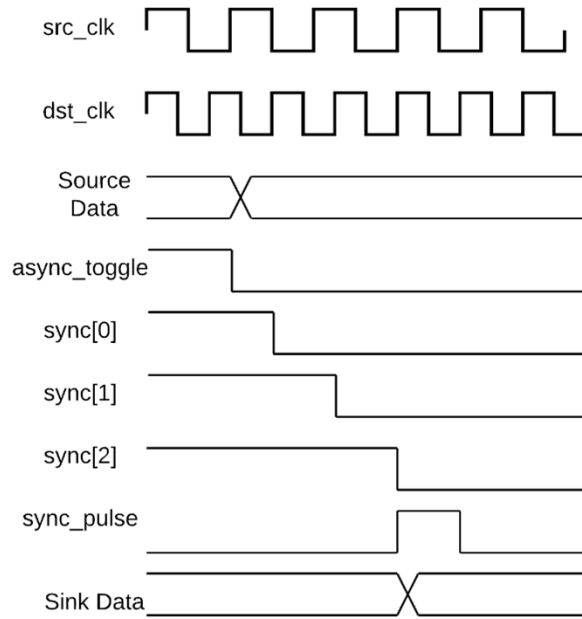 src_clk
dst_clk
Source
Data
async_toggle
sync[0]
sync[1]
sync[2]
sync_pulse
Sink Data